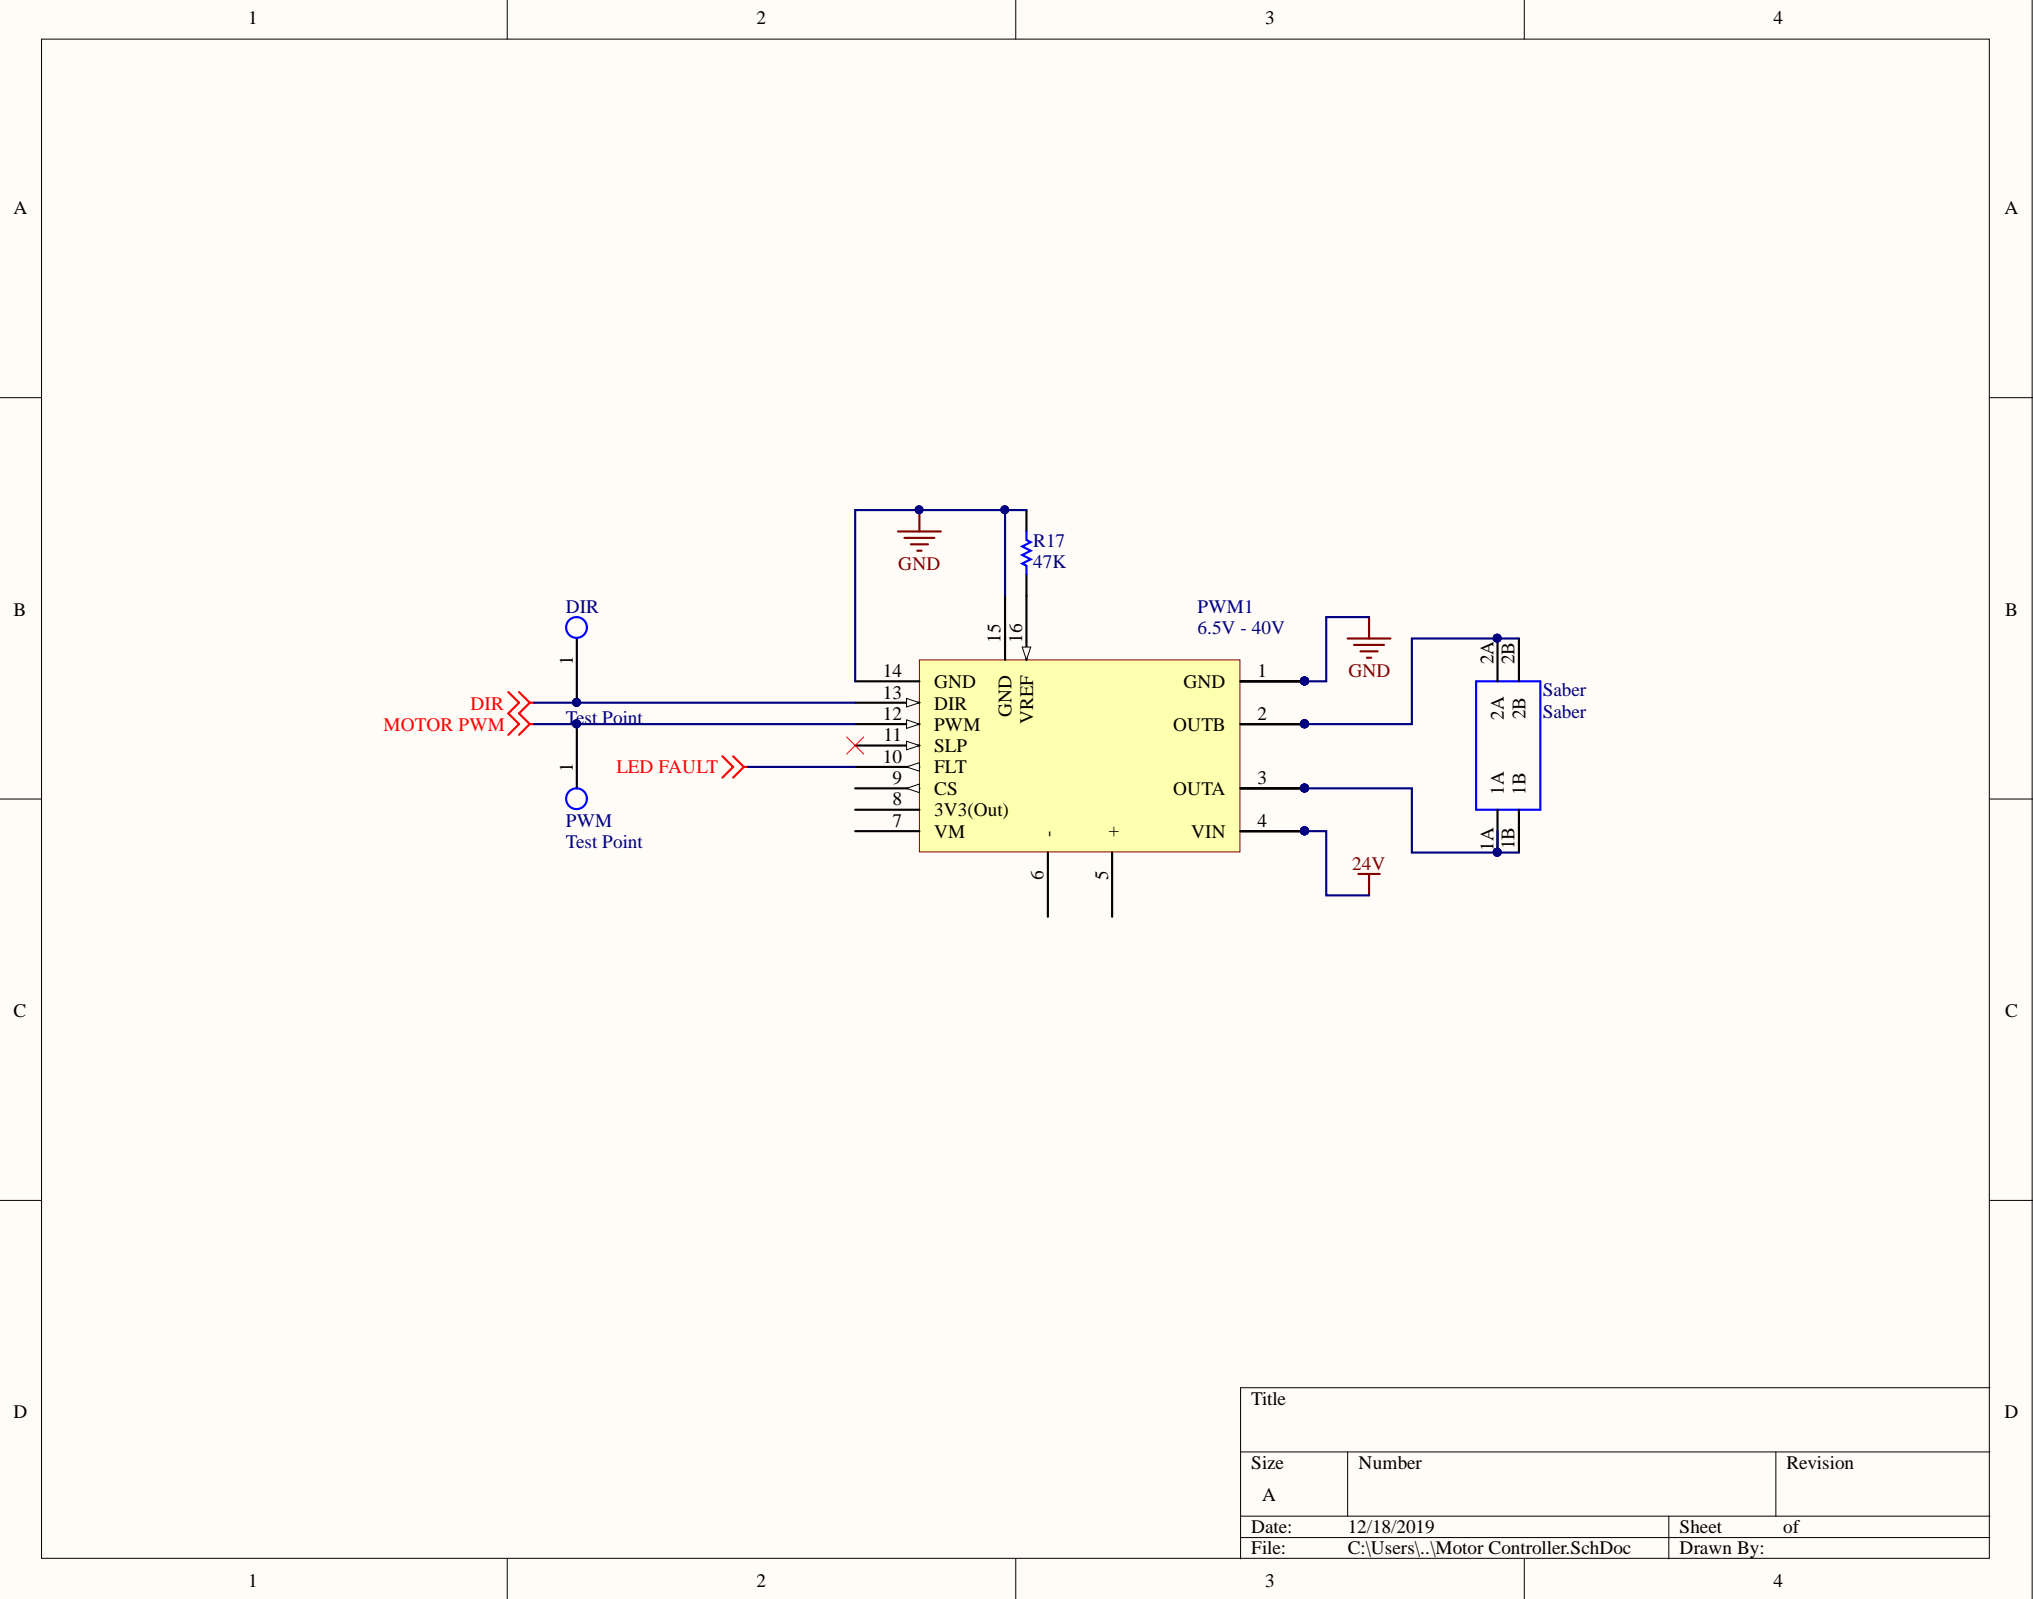 1 2 3 4
A A
B B
C C
D D
GND
R17
47K
DIR
1
DIR
MOTOR PWM
Test Point
1
PWM
Test Point
LED FAULT
15
16
PWM1
6.5V - 40V
14 GND
13 DIR
12 PWM
11 SLP
10 FLT
9 CS
8 3V3(Out)
7 VM
GND
VREF
GND 1
OUTB 2
OUTA 3
VIN 4
- +
6 5
GND
24V
2A 2B
2A 2B
Saber
Saber
1A 1B
1A 1B
Title
Size Number Revision
A
Date: 12/18/2019 Sheet of
File: C:\Users\..\Motor Controller.SchDoc Drawn By:
1 2 3 4